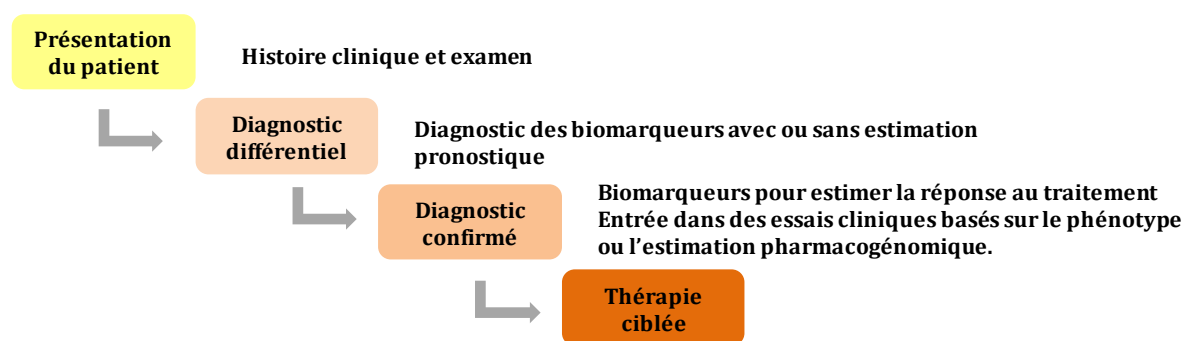 Présentation
du patient
Histoire clinique et examen
Diagnostic
différentiel
Diagnostic des biomarqueurs avec ou sans estimation
pronostique
Diagnostic
confirmé
Biomarqueurs pour estimer la réponse au traitement
Entrée dans des essais cliniques basés sur le phénotype
ou l'estimation pharmacogénomique.
Thérapie
ciblée